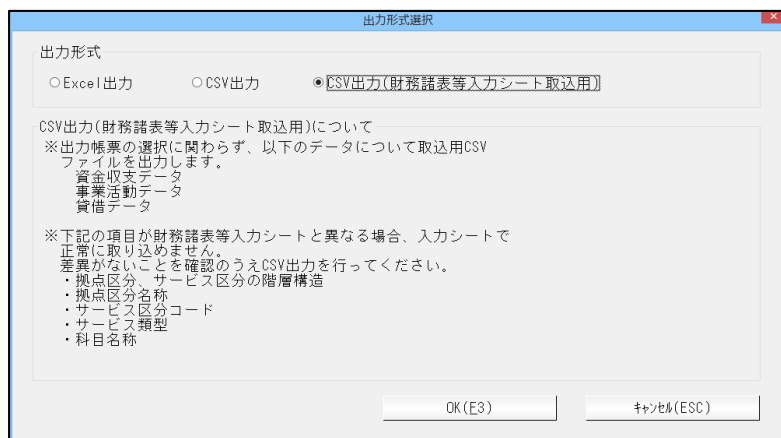 出力形式選択
出力形式
Excel出力
CSV出力
CSV出力(財務諸表等入力シート取込用)
CSV出力(財務諸表等入力シート取込用)について
※出力帳票の選択に関わらず、以下のデータについて取込用CSV
ファイルを出力します。
資金収支データ
事業活動データ
貸借データ
※下記の項目が財務諸表等入力シートと異なる場合、入力シートで
正常に取り込めません。
差異がないことを確認のうえCSV出力を行ってください。
・拠点区分、サービス区分の階層構造
・拠点区分名称
・サービス区分コード
・サービス類型
・科目名称
OK(E3)
ｷｬﾝｾﾙ(ESC)